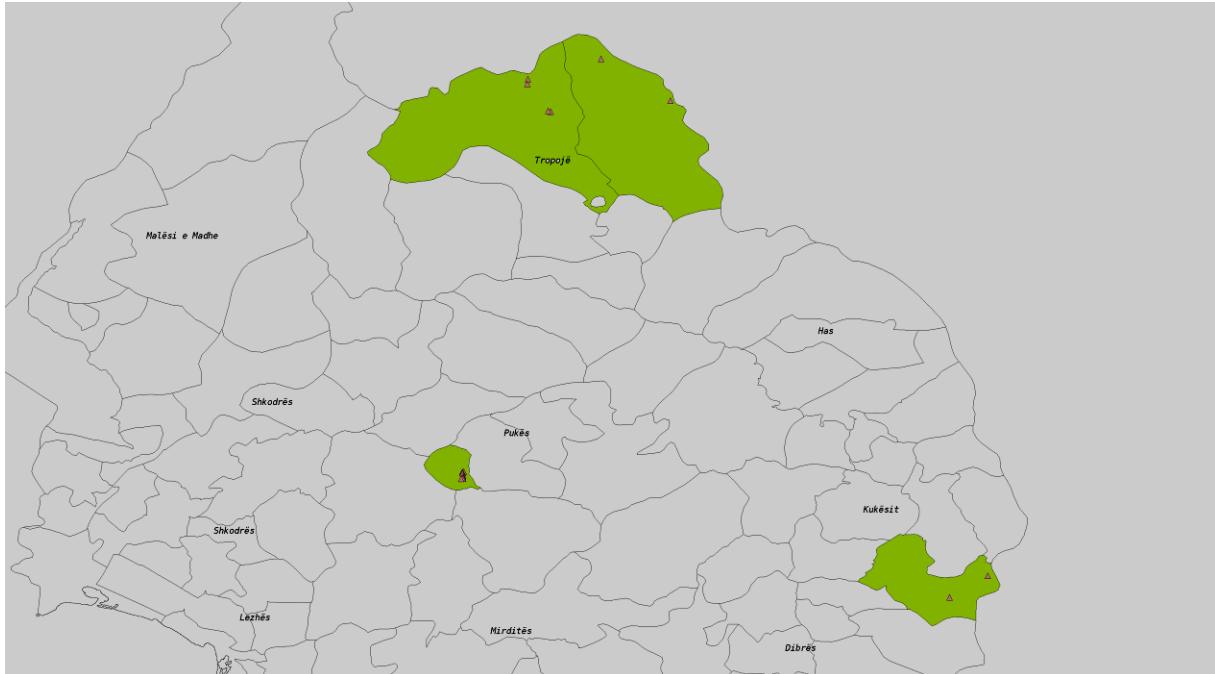 Tropojë
Malësi e Madhe
Has
Shkodrës
Pukës
Kukësit
Shkodrës
Lezhës
Mirditës
Dibrës